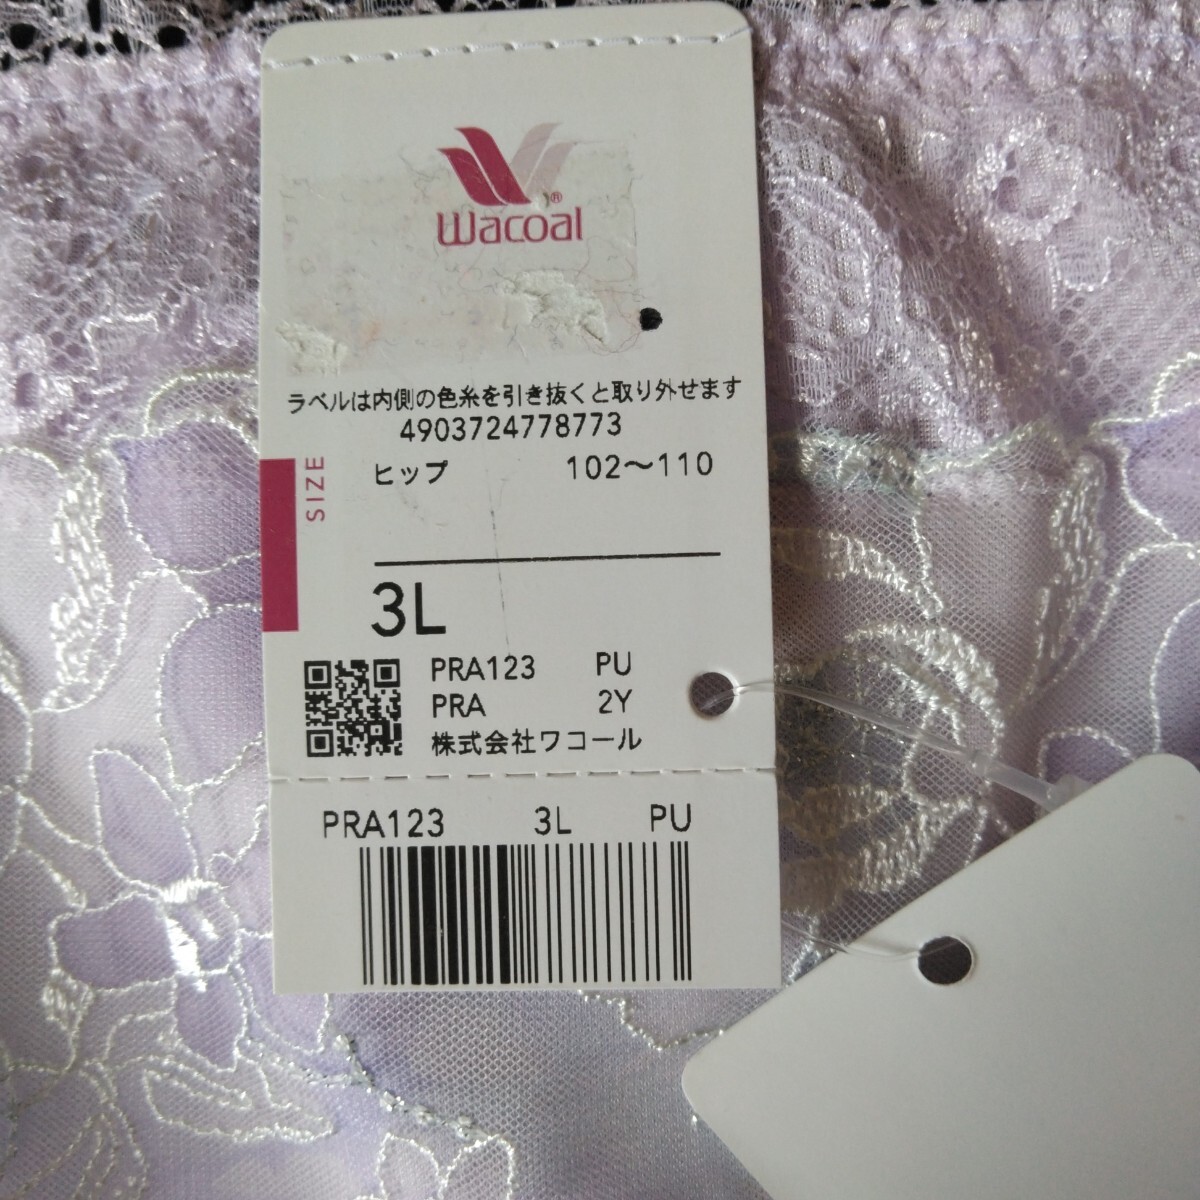 Wacoal®
ラベルは内側の色糸を引き抜くと取り外せます
4903724778773
SIZE
ヒップ 102〜110
3L
PRA123 PU
PRA 2Y
株式会社ワコール
PRA123 3L PU